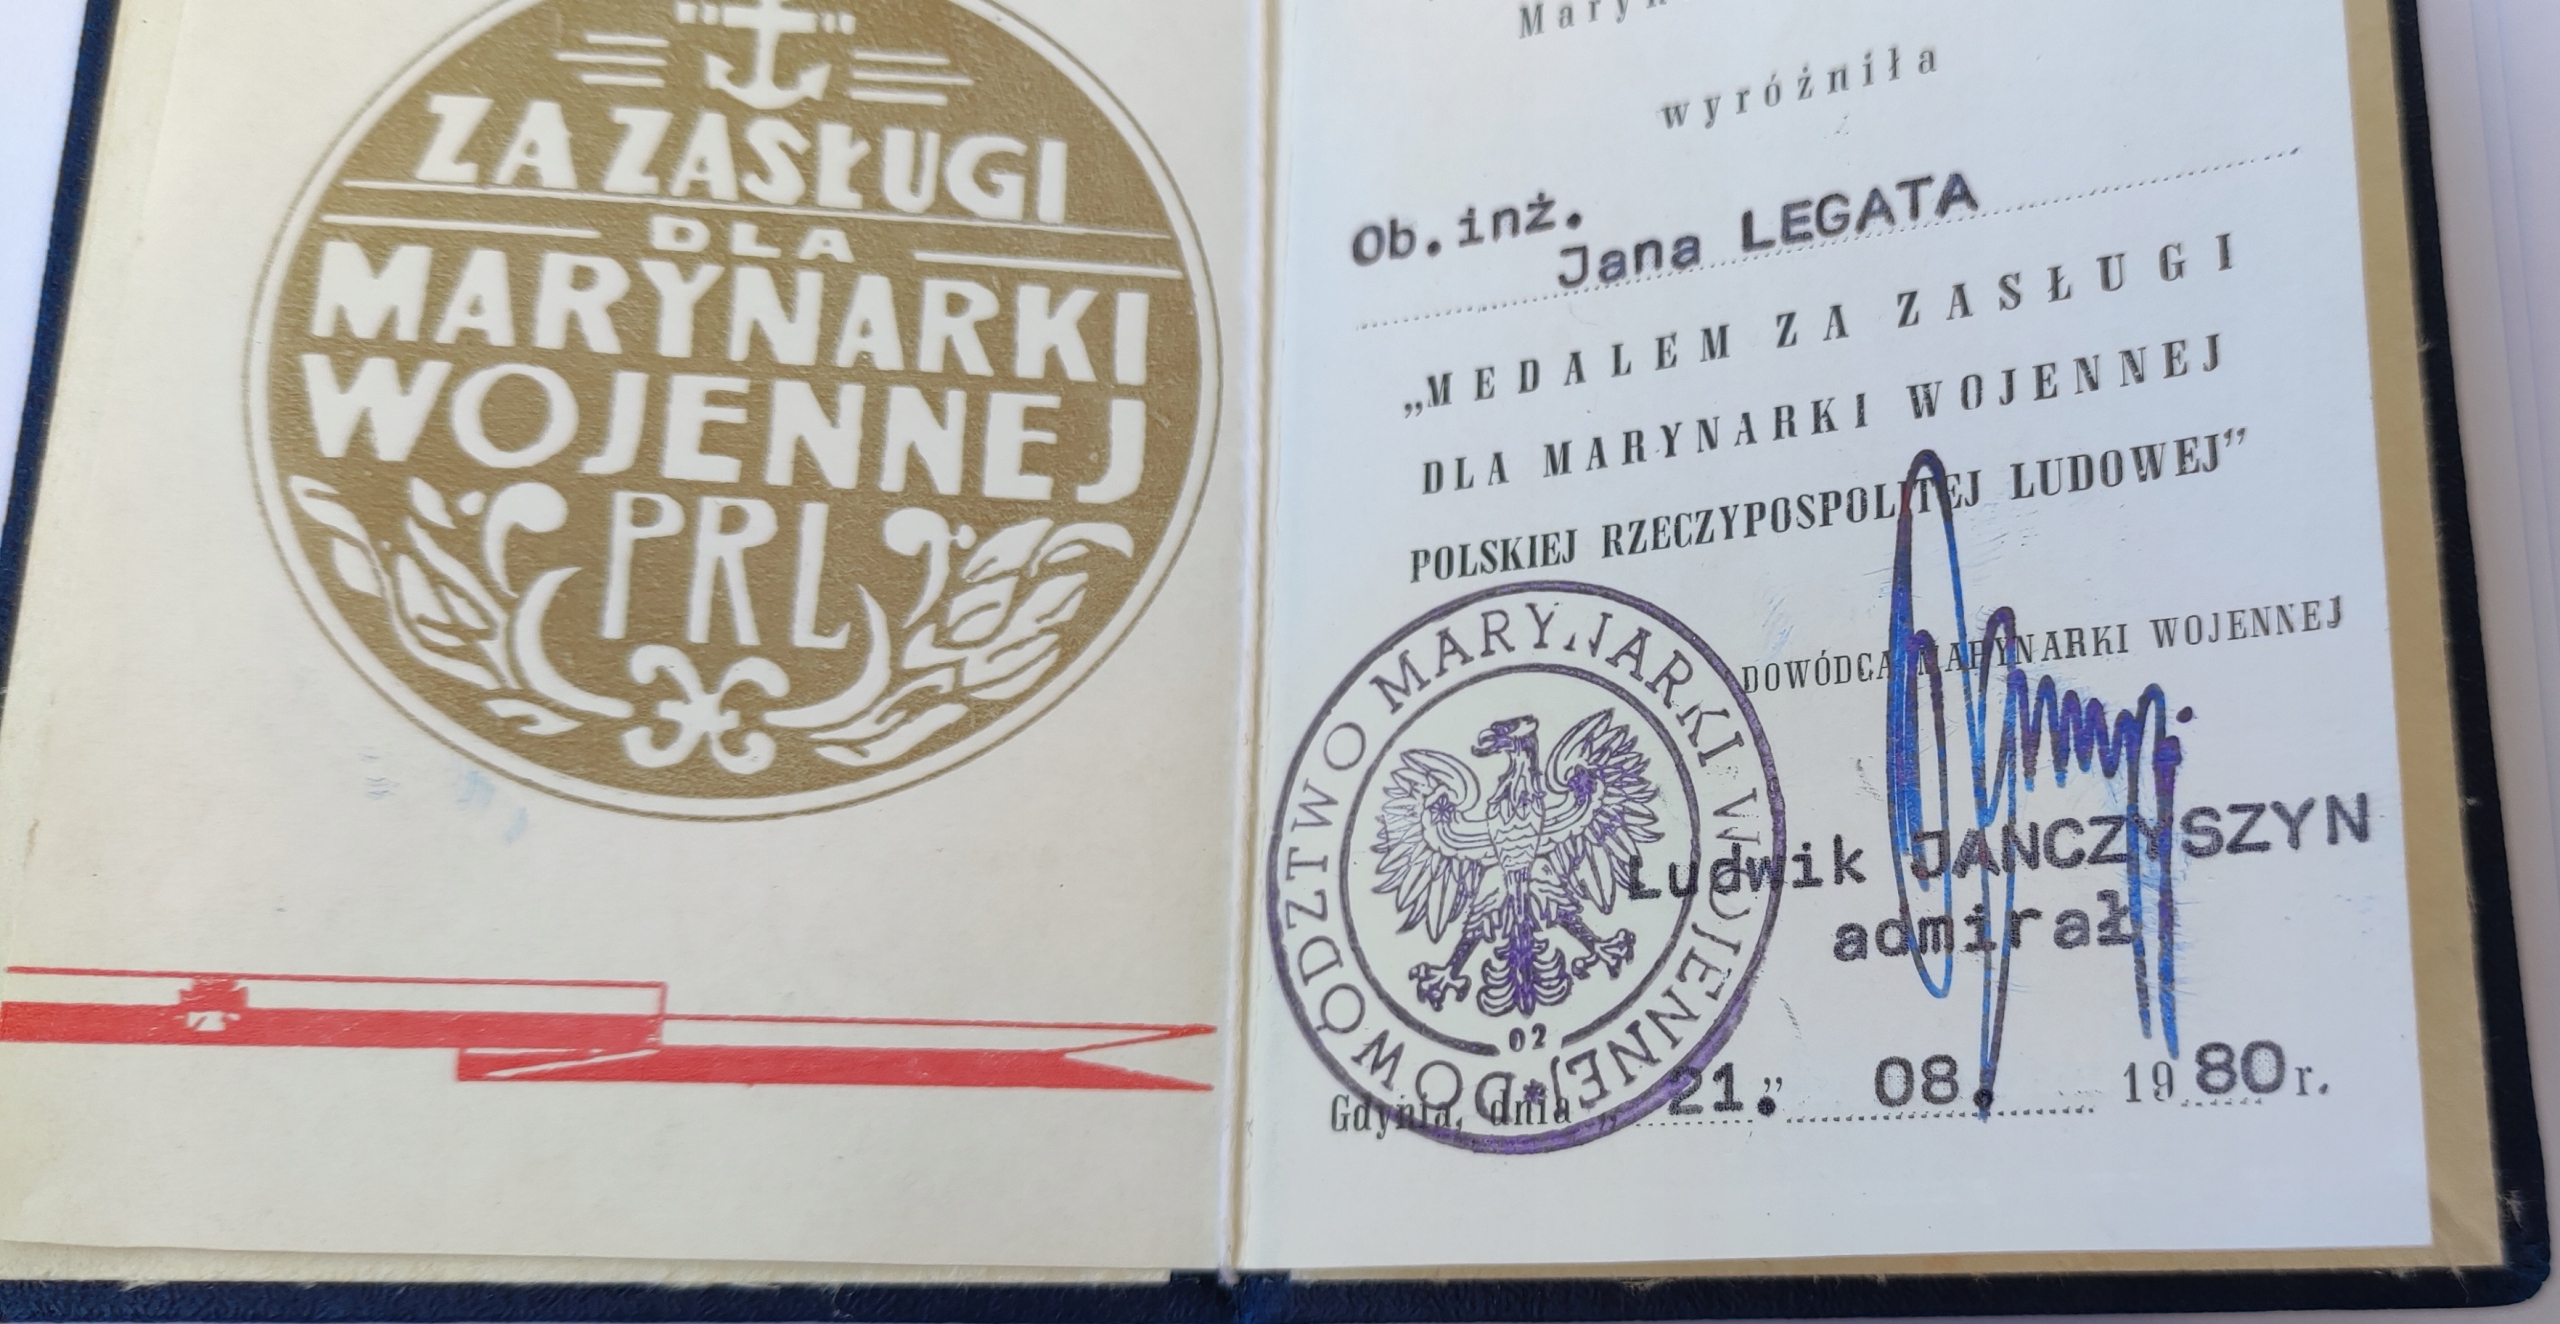 ZA ZASŁUGI
DLA
MARYNARKI
WOJENNEJ
PRL
wyróżniła
Ob.inż.
Jana LEGATA
„MEDALEM ZA ZASŁUGI
DLA MARYNARKI WOJENNEJ
POLSKIEJ RZECZYPOSPOLITEJ LUDOWEJ”
DOWÓDCA MARYNARKI WOJENNEJ
Ludwik JANCZYSZYN
admirał
DOWÓDZTWO MARYNARKI WOJENNEJ *
02
Gdynia, dnia „21.” 08. 1980 r.